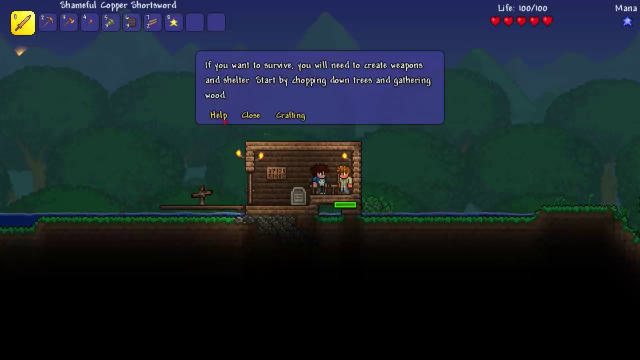 Shameful Copper Shortsword
Life: 100/100
Mana
If you want to survive, you will need to create weapons
and shelter. Start by chopping down trees and gathering
wood.
Help Close Crafting